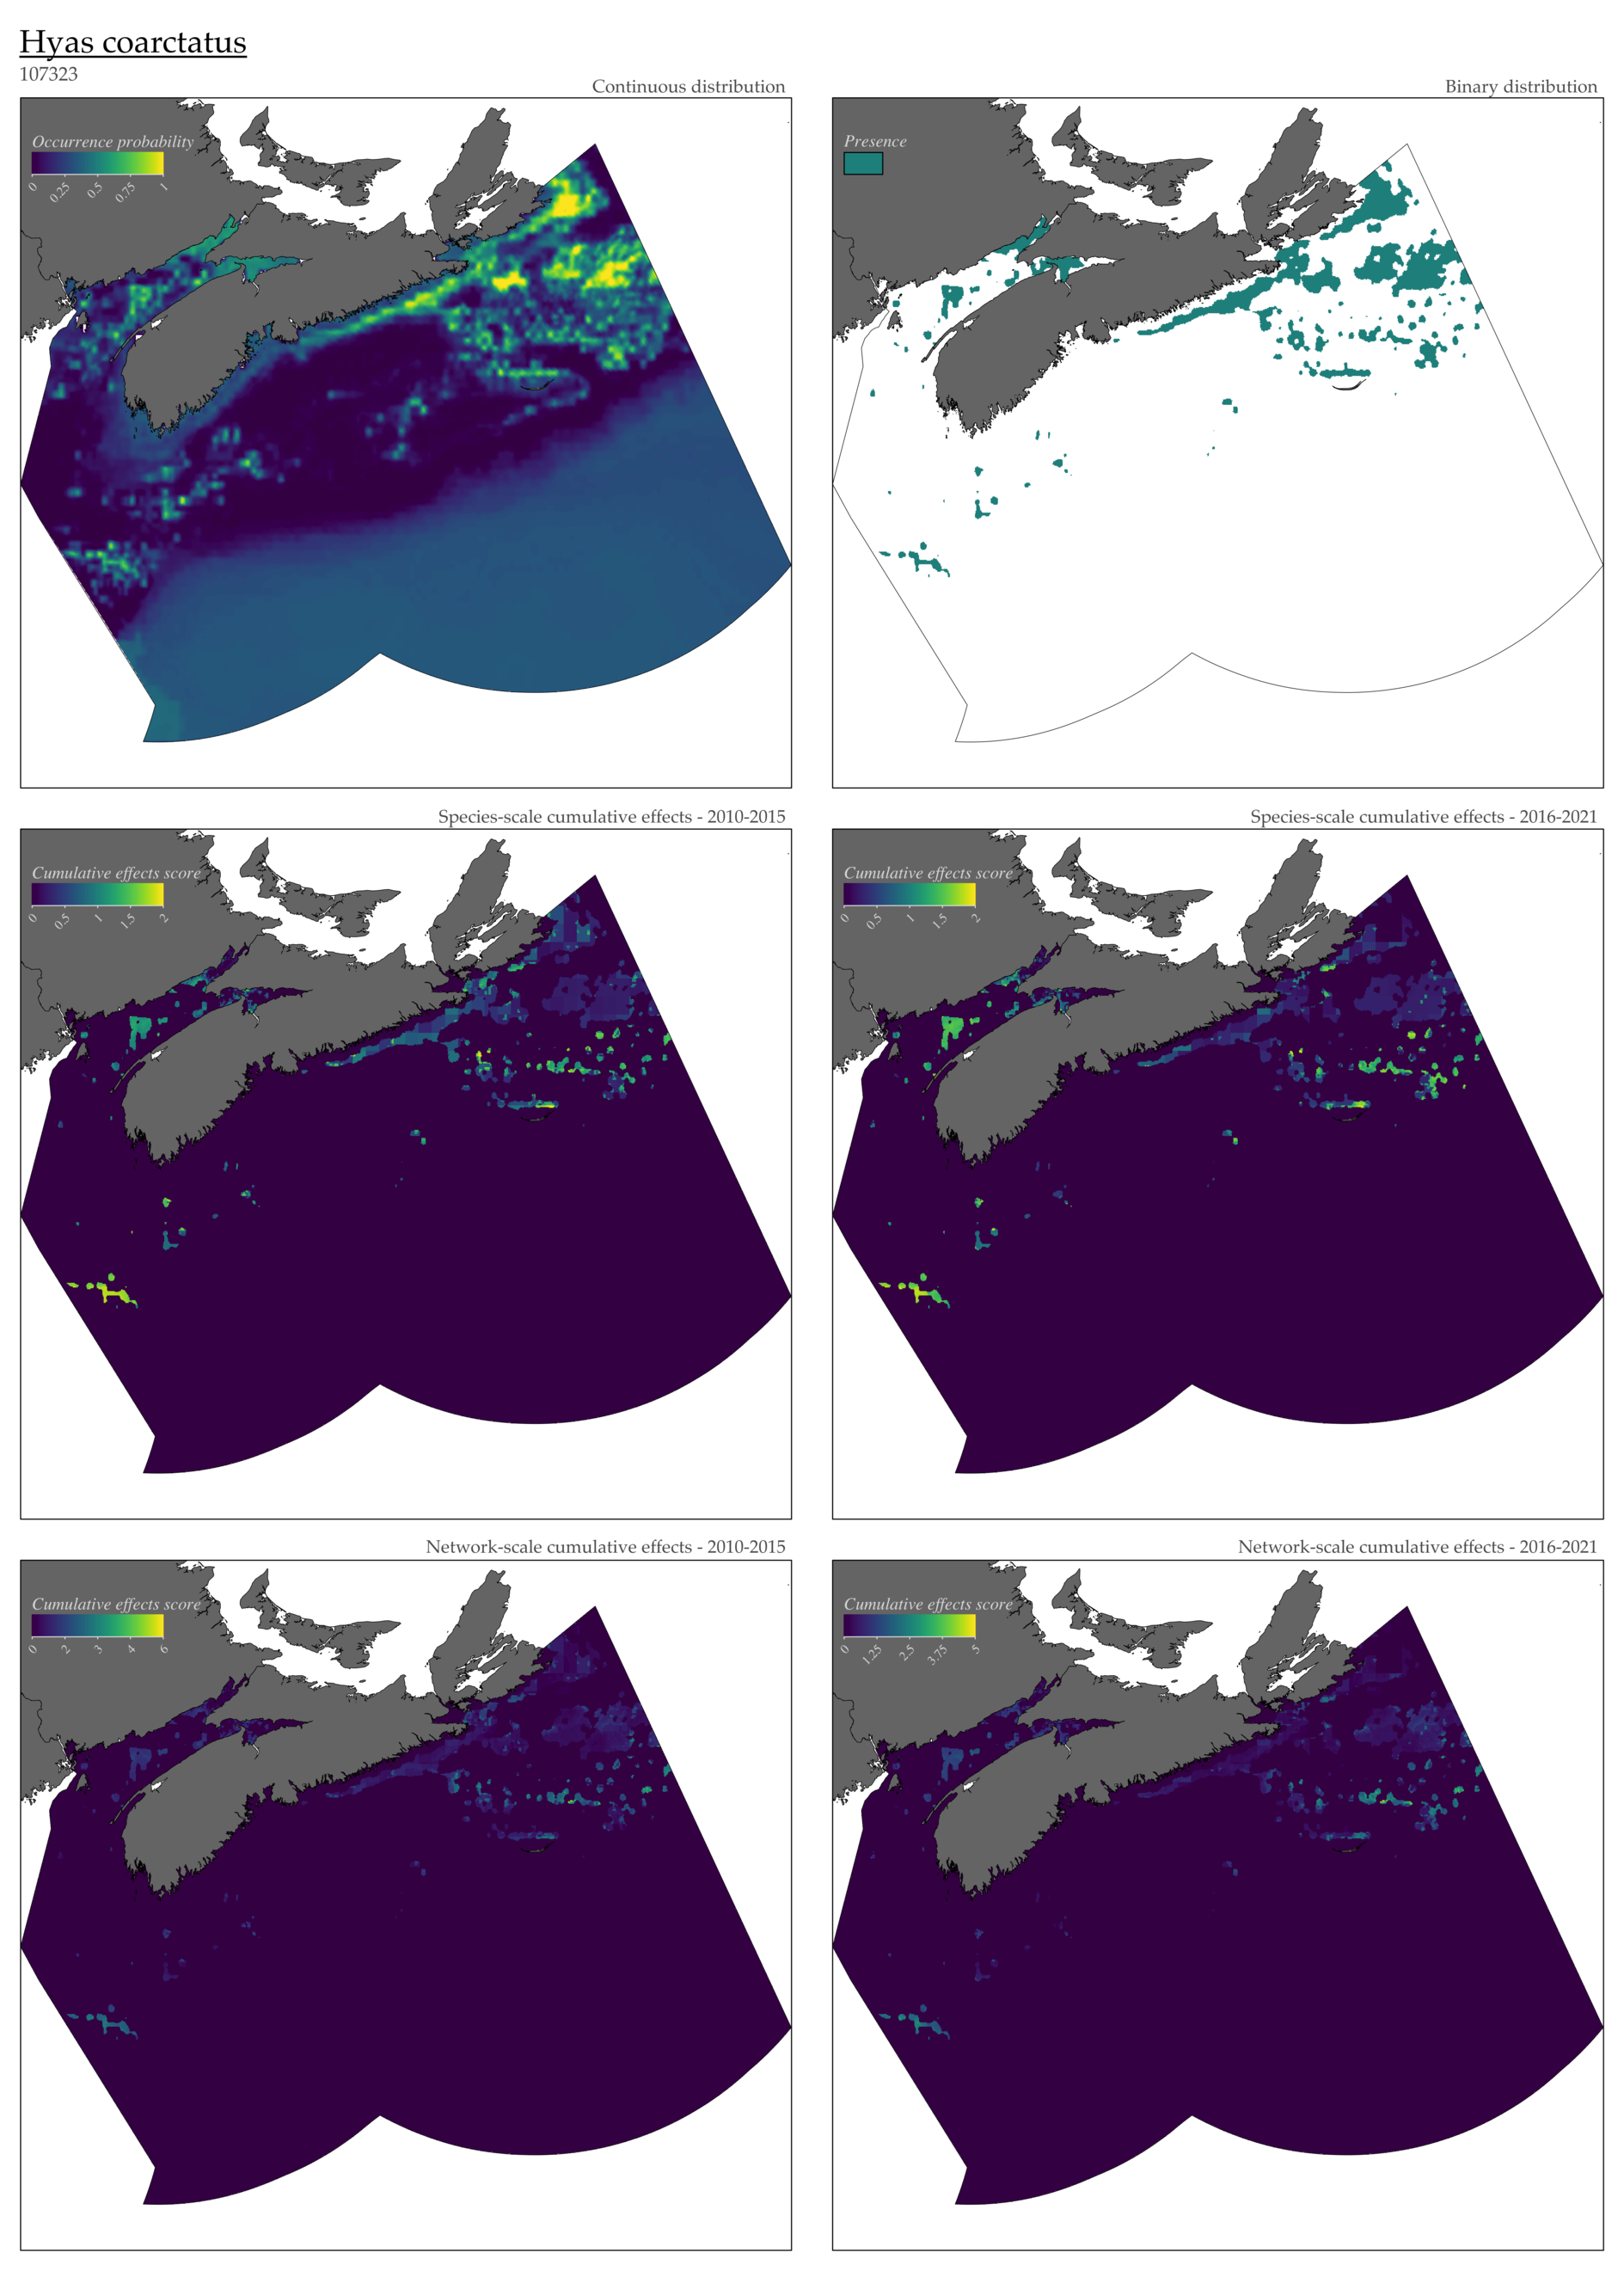 Hyas coarctatus
107323
Continuous distribution
Binary distribution
Occurrence probability
0 0.25 0.5 0.75 1
Presence
Species-scale cumulative effects - 2010-2015
Species-scale cumulative effects - 2016-2021
Cumulative effects score
0 0.5 1 1.5 2
Cumulative effects score
0 0.5 1 1.5 2
Network-scale cumulative effects - 2010-2015
Network-scale cumulative effects - 2016-2021
Cumulative effects score
0 2 3 4 6
Cumulative effects score
0 1.25 2.5 3.75 5